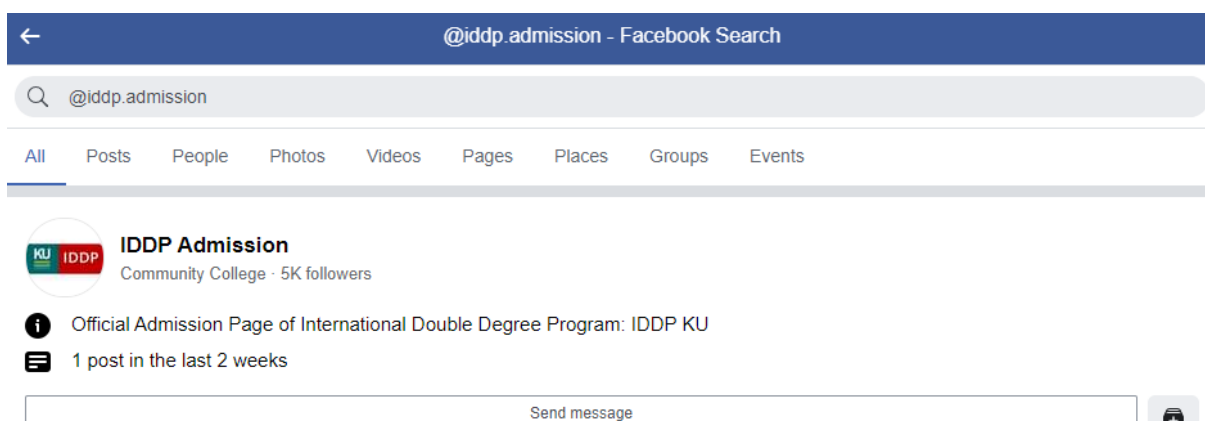 @iddp.admission - Facebook Search
@iddp.admission
All Posts People Photos Videos Pages Places Groups Events
KU IDDP
IDDP Admission
Community College · 5K followers
Official Admission Page of International Double Degree Program: IDDP KU
1 post in the last 2 weeks
Send message